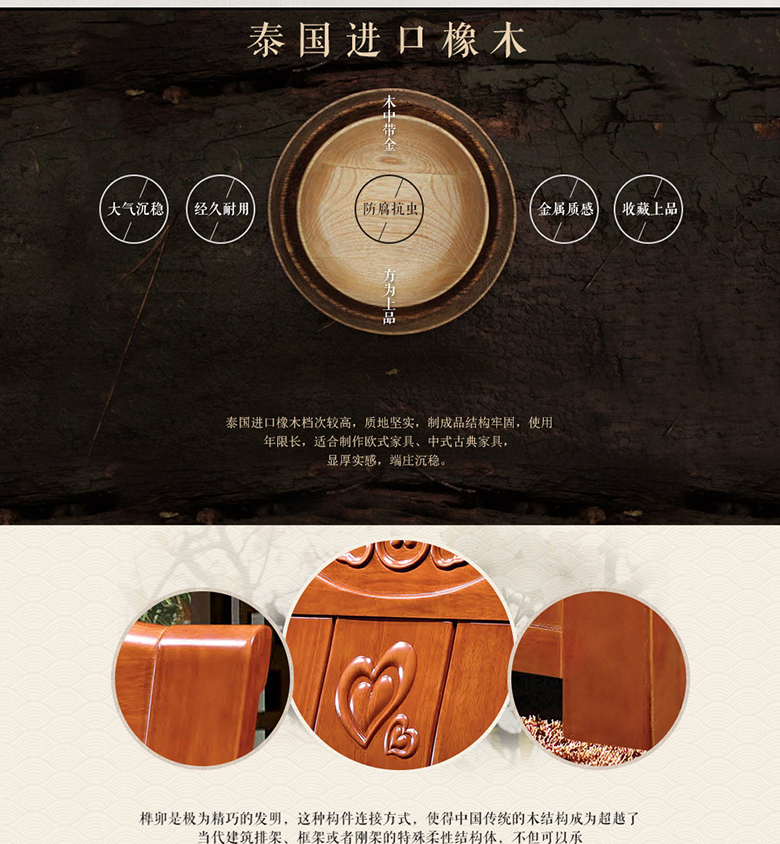 泰国进口橡木
木中带金
大气沉稳 经久耐用 防腐抗虫 金属质感 收藏上品
方为上品
泰国进口橡木档次较高，质地坚实，制成品结构牢固，使用
年限长，适合制作欧式家具、中式古典家具，
显厚实感，端庄沉稳。
榫卯是极为精巧的发明，这种构件连接方式，使得中国传统的木结构成为超越了
当代建筑排架、框架或者刚架的特殊柔性结构体，不但可以承